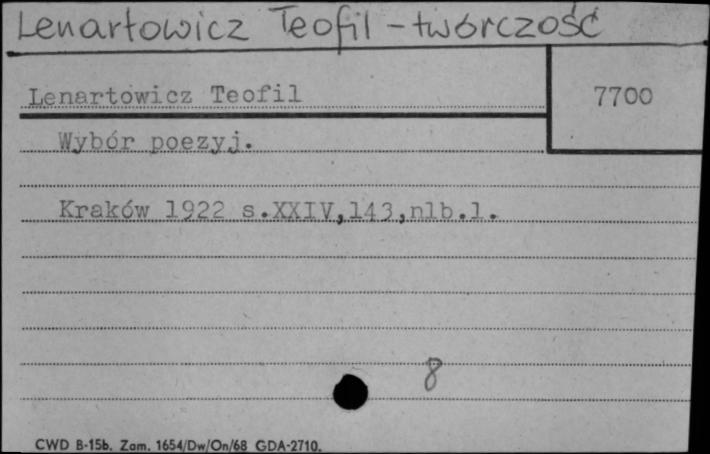 Lenartowicz Teofil - twórczość
Lenartowicz Teofil
7700
Wybór poezyj.
Kraków 1922 s.XXIV,143,nlb.1.
8
CWD B-15b. Zam. 1654/Dw/On/68 GDA-2710.